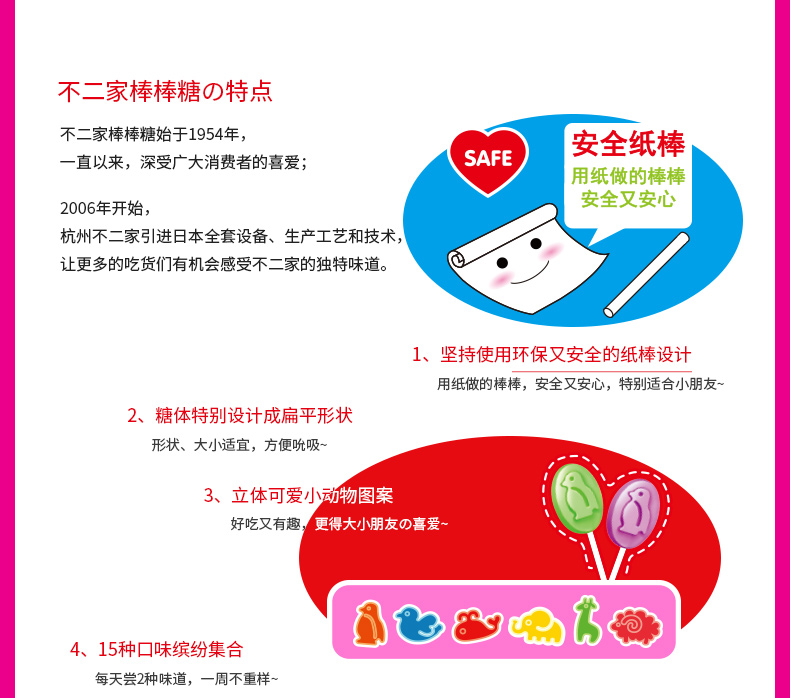 不二家棒棒糖の特点
不二家棒棒糖始于1954年，
一直以来，深受广大消费者的喜爱；
2006年开始，
杭州不二家引进日本全套设备、生产工艺和技术，
让更多的吃货们有机会感受不二家的独特味道。
SAFE
安全纸棒
用纸做的棒棒
安全又安心
1、坚持使用环保又安全的纸棒设计
用纸做的棒棒，安全又安心，特别适合小朋友~
2、糖体特别设计成扁平形状
形状、大小适宜，方便吮吸~
3、立体可爱小动物图案
好吃又有趣，更得大小朋友の喜爱~
4、15种口味缤纷集合
每天尝2种味道，一周不重样~